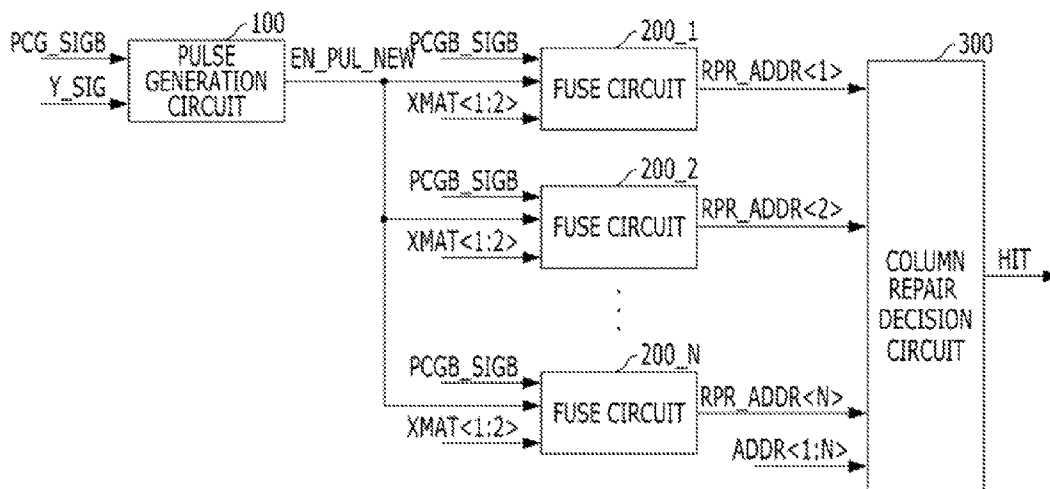 100
PCG_SIGB
Y_SIG
PULSE
GENERATION
CIRCUIT
EN_PUL_NEW
PCGB_SIGB
XMAT<1:2>
200_1
FUSE CIRCUIT
RPR_ADDR<1>
PCGB_SIGB
XMAT<1:2>
200_2
FUSE CIRCUIT
RPR_ADDR<2>
PCGB_SIGB
XMAT<1:2>
200_N
FUSE CIRCUIT
RPR_ADDR<N>
ADDR<1:N>
300
COLUMN
REPAIR
DECISION
CIRCUIT
HIT